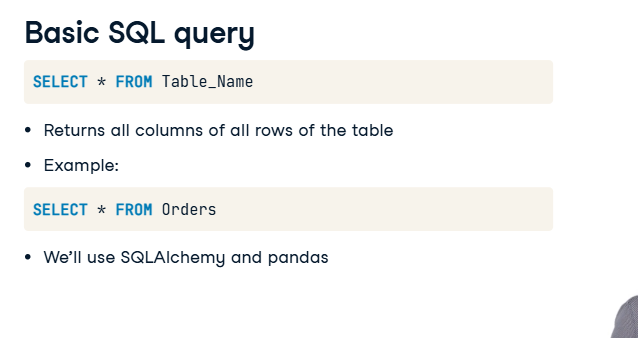 Basic SQL query
SELECT * FROM Table_Name
• Returns all columns of all rows of the table
• Example:
SELECT * FROM Orders
• We'll use SQLAlchemy and pandas